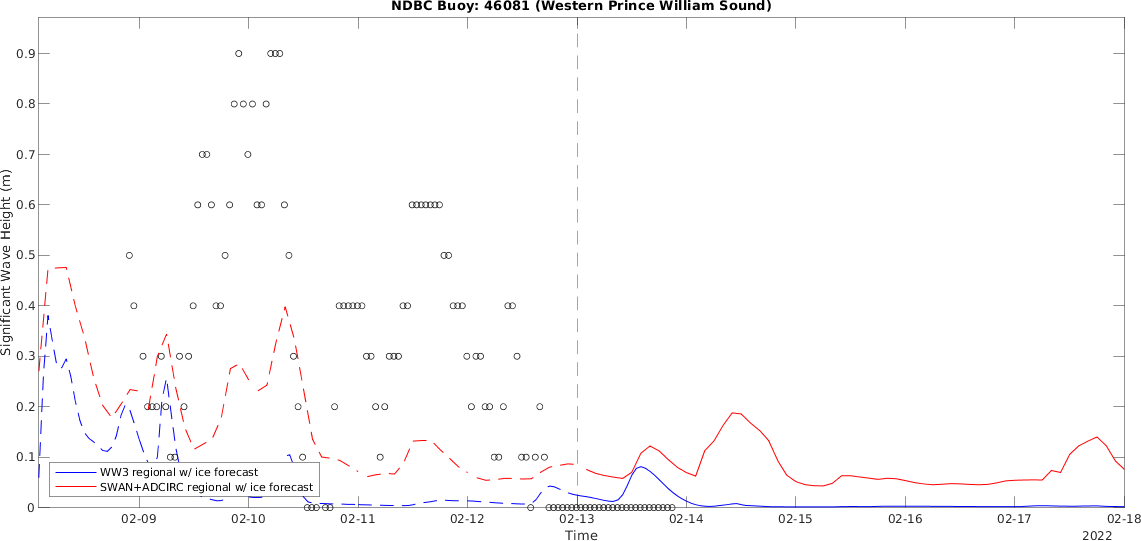 NDBC Buoy: 46081 (Western Prince William Sound)
Significant Wave Height (m)
0.9
0.8
0.7
0.6
0.5
0.4
0.3
0.2
0.1
0
WW3 regional w/ ice forecast
SWAN+ADCIRC regional w/ ice forecast
02-09 02-10 02-11 02-12 02-13 02-14 02-15 02-16 02-17 02-18
Time
2022